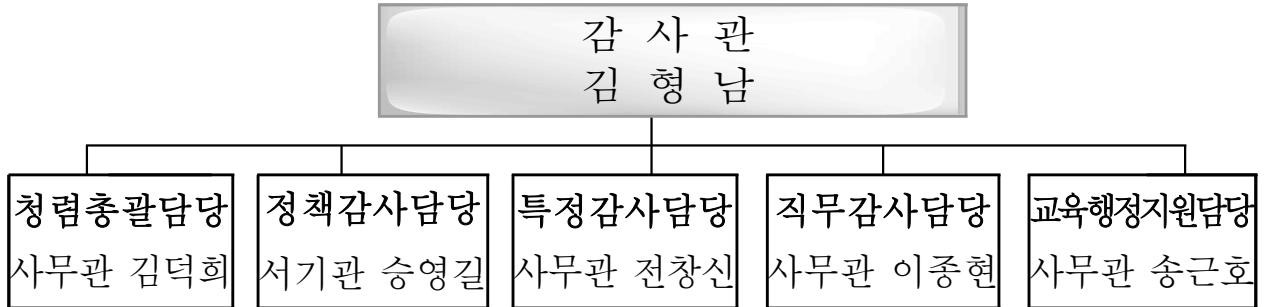 감 사 관
김 형 남
청렴총괄담당
사무관 김덕희
정책감사담당
서기관 승영길
특정감사담당
사무관 전창신
직무감사담당
사무관 이종현
교육행정지원담당
사무관 송근호